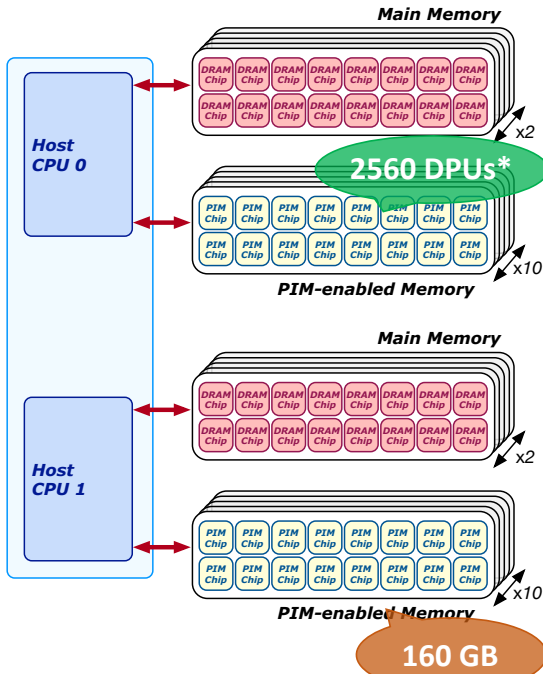 Main Memory
DRAM DRAM DRAM DRAM DRAM DRAM DRAM DRAM
Chip Chip Chip Chip Chip Chip Chip Chip
DRAM DRAM DRAM DRAM DRAM DRAM DRAM DRAM
Chip Chip Chip Chip Chip Chip Chip Chip
x2
Host
CPU 0
2560 DPUs*
PIM PIM PIM PIM PIM PIM PIM PIM
Chip Chip Chip Chip Chip Chip Chip Chip
PIM PIM PIM PIM PIM PIM PIM PIM
Chip Chip Chip Chip Chip Chip Chip Chip
x10
PIM-enabled Memory
Main Memory
DRAM DRAM DRAM DRAM DRAM DRAM DRAM DRAM
Chip Chip Chip Chip Chip Chip Chip Chip
DRAM DRAM DRAM DRAM DRAM DRAM DRAM DRAM
Chip Chip Chip Chip Chip Chip Chip Chip
x2
Host
CPU 1
PIM PIM PIM PIM PIM PIM PIM PIM
Chip Chip Chip Chip Chip Chip Chip Chip
PIM PIM PIM PIM PIM PIM PIM PIM
Chip Chip Chip Chip Chip Chip Chip Chip
x10
PIM-enabled Memory
160 GB